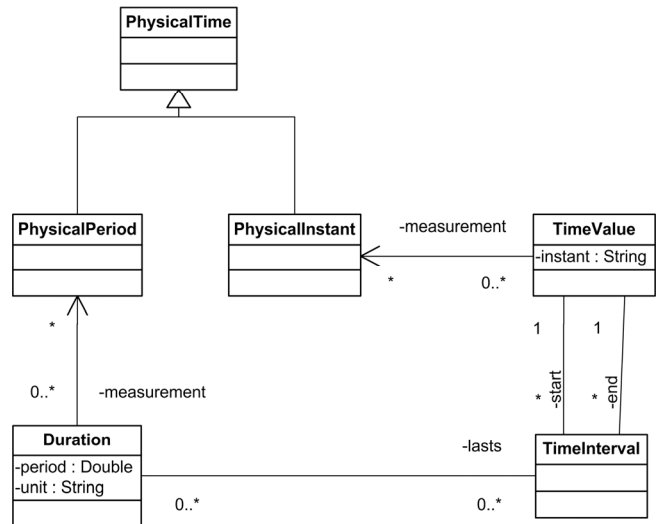 PhysicalTime
PhysicalPeriod
PhysicalInstant
-measurement
TimeValue
-instant : String
*
0..*
*
1
1
0..*
-measurement
*
-start
*
-end
Duration
-period : Double
-unit : String
-lasts
TimeInterval
0..*
0..*